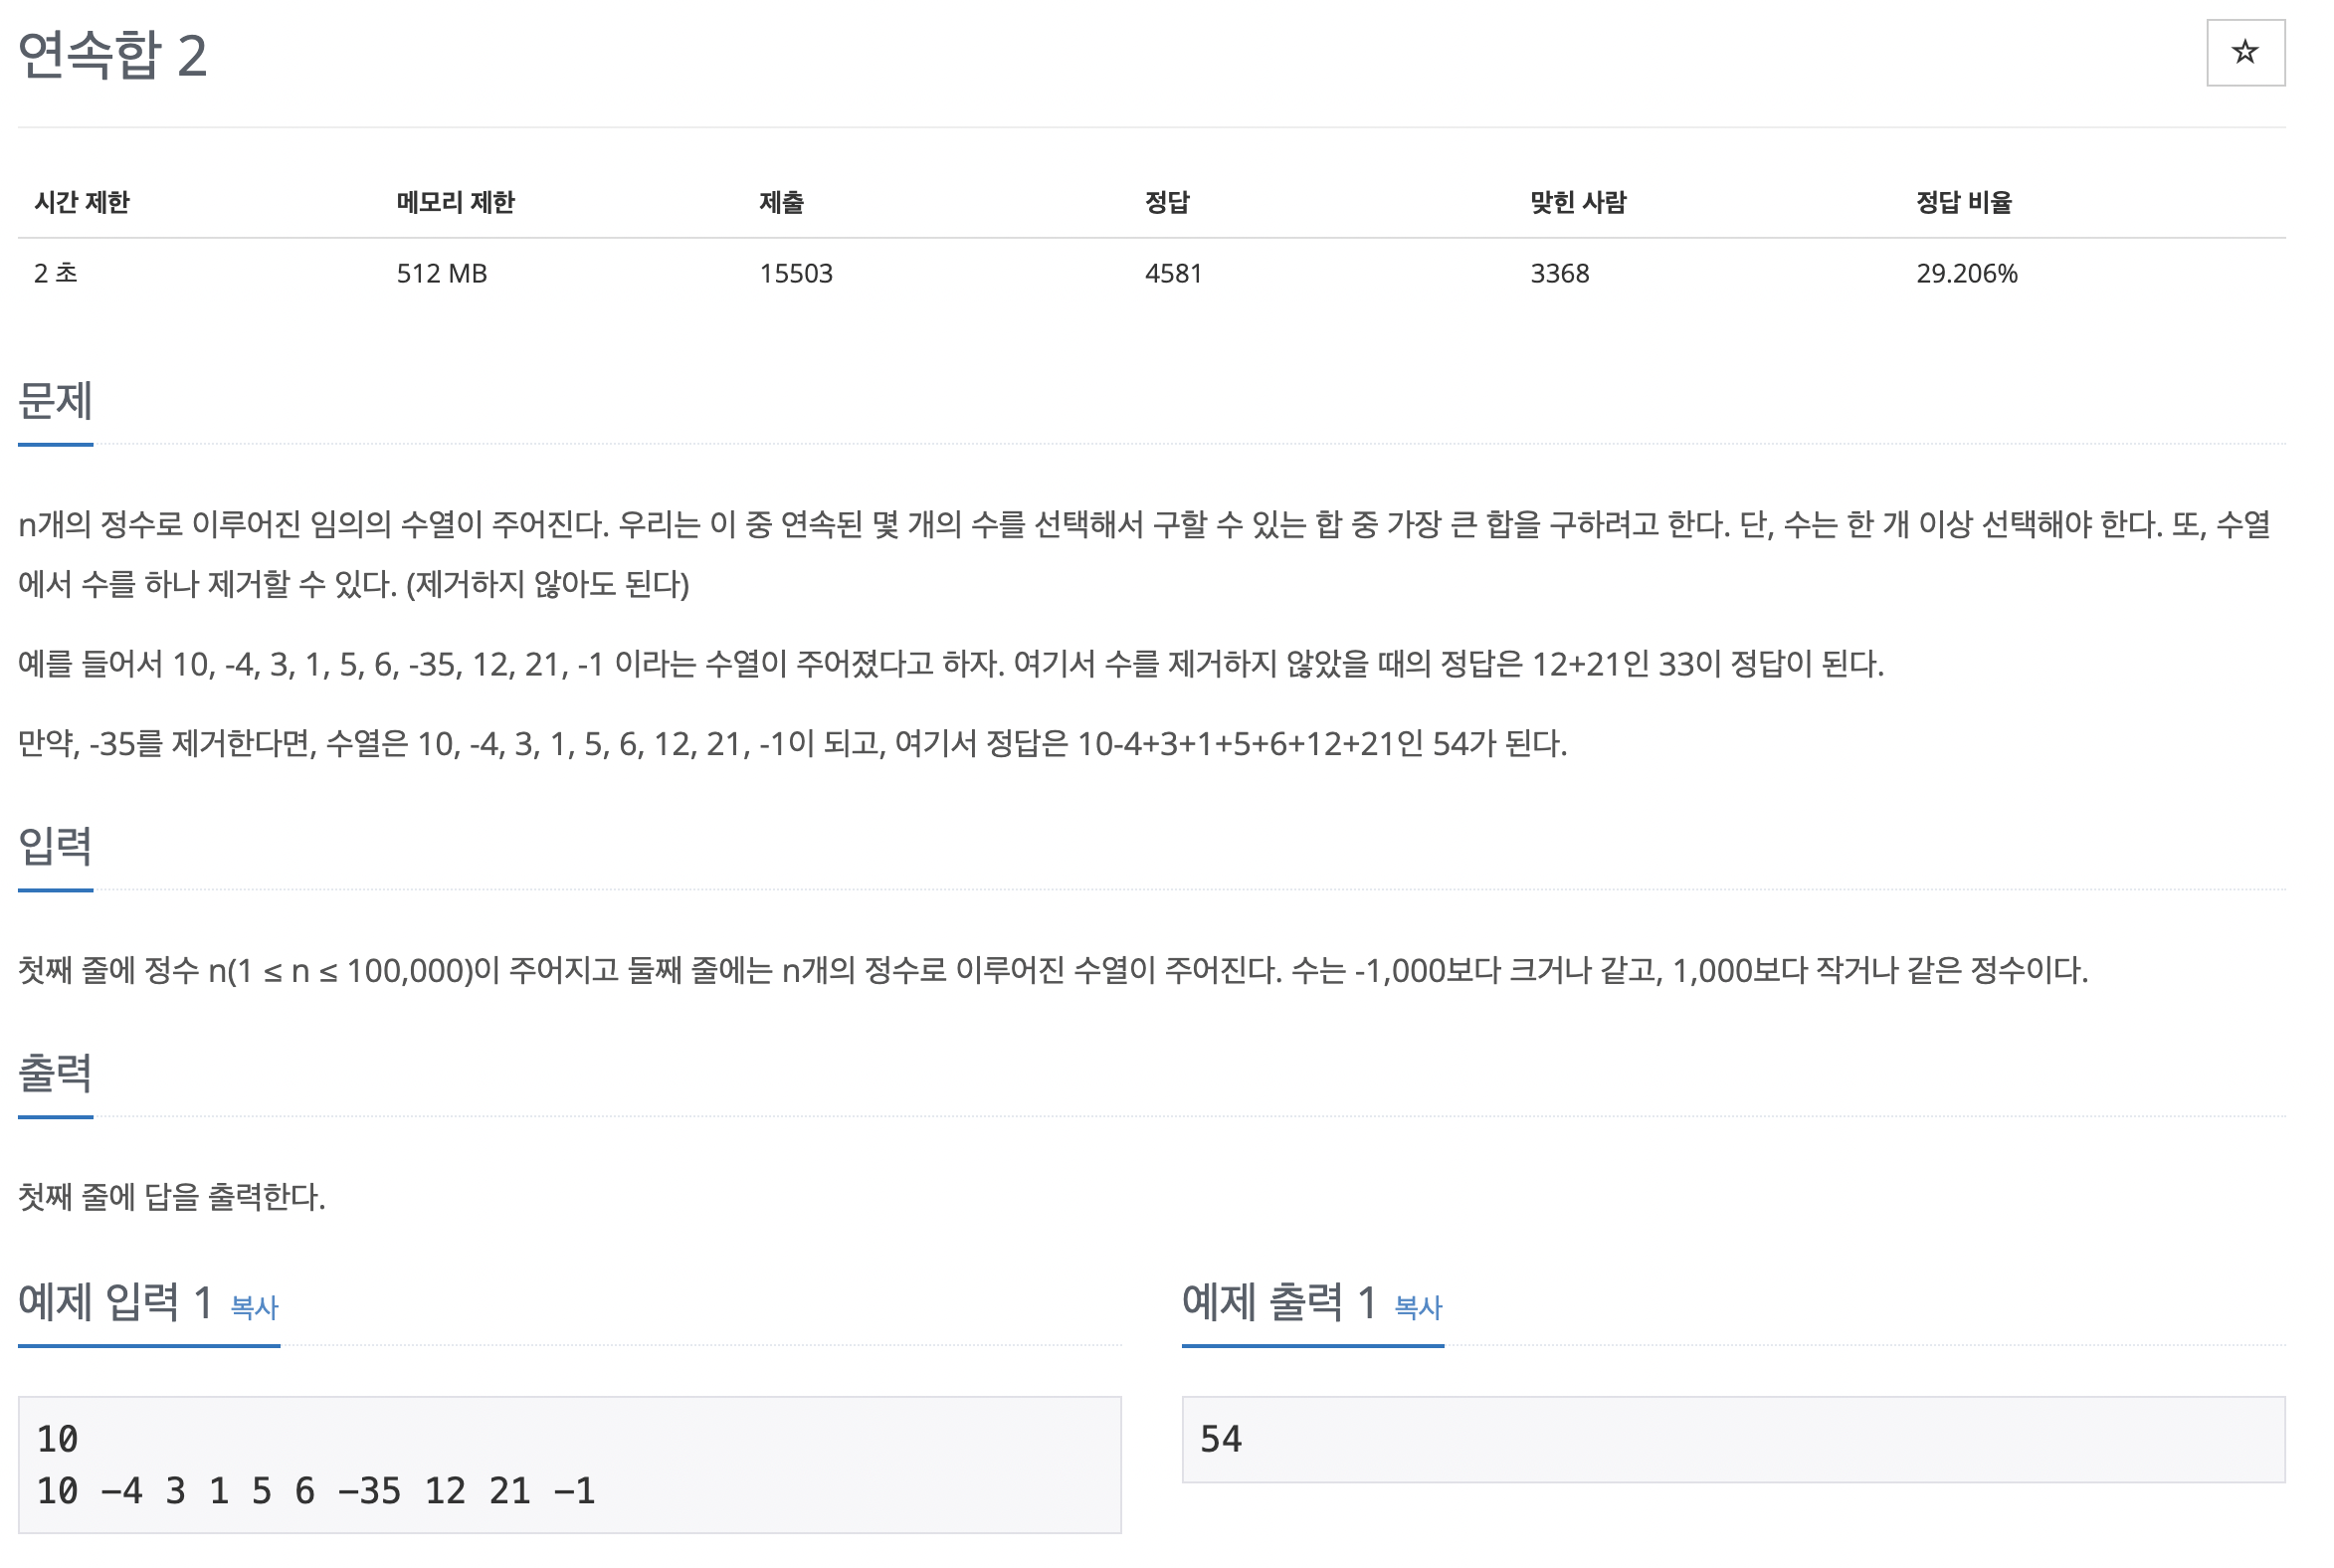 연속합 2
☆
시간 제한 메모리 제한 제출 정답 맞힌 사람 정답 비율
2 초 512 MB 15503 4581 3368 29.206%
문제
n개의 정수로 이루어진 임의의 수열이 주어진다. 우리는 이 중 연속된 몇 개의 수를 선택해서 구할 수 있는 합 중 가장 큰 합을 구하려고 한다. 단, 수는 한 개 이상 선택해야 한다. 또, 수열
에서 수를 하나 제거할 수 있다. (제거하지 않아도 된다)
예를 들어서 10, -4, 3, 1, 5, 6, -35, 12, 21, -1 이라는 수열이 주어졌다고 하자. 여기서 수를 제거하지 않았을 때의 정답은 12+21인 33이 정답이 된다.
만약, -35를 제거한다면, 수열은 10, -4, 3, 1, 5, 6, 12, 21, -1이 되고, 여기서 정답은 10-4+3+1+5+6+12+21인 54가 된다.
입력
첫째 줄에 정수 n(1 ≤ n ≤ 100,000)이 주어지고 둘째 줄에는 n개의 정수로 이루어진 수열이 주어진다. 수는 -1,000보다 크거나 같고, 1,000보다 작거나 같은 정수이다.
출력
첫째 줄에 답을 출력한다.
예제 입력 1 복사
10
10 -4 3 1 5 6 -35 12 21 -1
예제 출력 1 복사
54